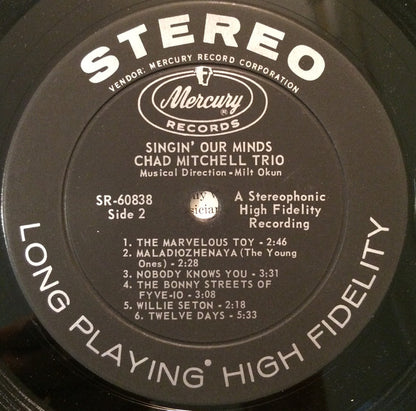 STEREO
VENDOR: MERCURY RECORD CORPORATION
Mercury
®
RECORDS
SINGIN' OUR MINDS
CHAD MITCHELL TRIO
Musical Direction - Milt Okun
SR-60838
Side 2
A Stereophonic
High Fidelity
Recording
1. THE MARVELOUS TOY - 2:46
2. MALADIOZHENAYA (The Young
Ones) - 2:28
3. NOBODY KNOWS YOU - 3:31
4. THE BONNY STREETS OF
FYVE-IO - 3:08
5. WILLIE SETON - 2:18
6. TWELVE DAYS - 5:33
LONG PLAYING HIGH FIDELITY